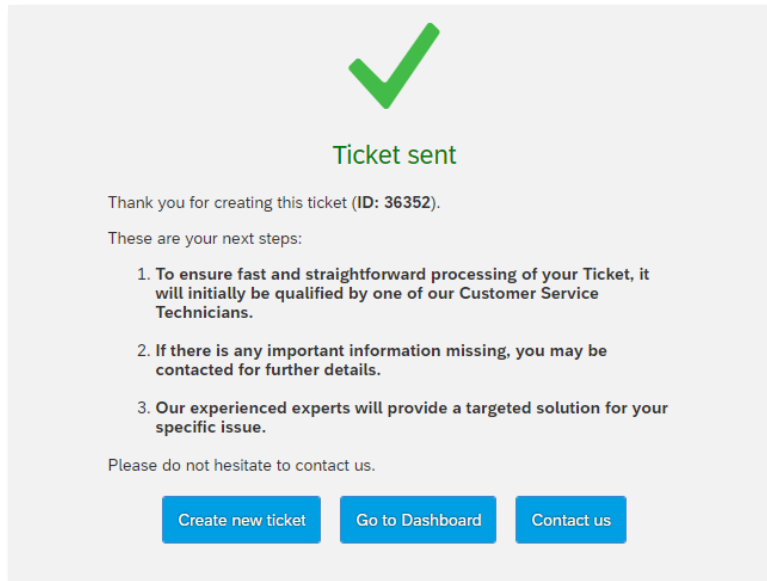 Ticket sent
Thank you for creating this ticket (ID: 36352).
These are your next steps:
1. To ensure fast and straightforward processing of your Ticket, it
will initially be qualified by one of our Customer Service
Technicians.
2. If there is any important information missing, you may be
contacted for further details.
3. Our experienced experts will provide a targeted solution for your
specific issue.
Please do not hesitate to contact us.
Create new ticket Go to Dashboard Contact us